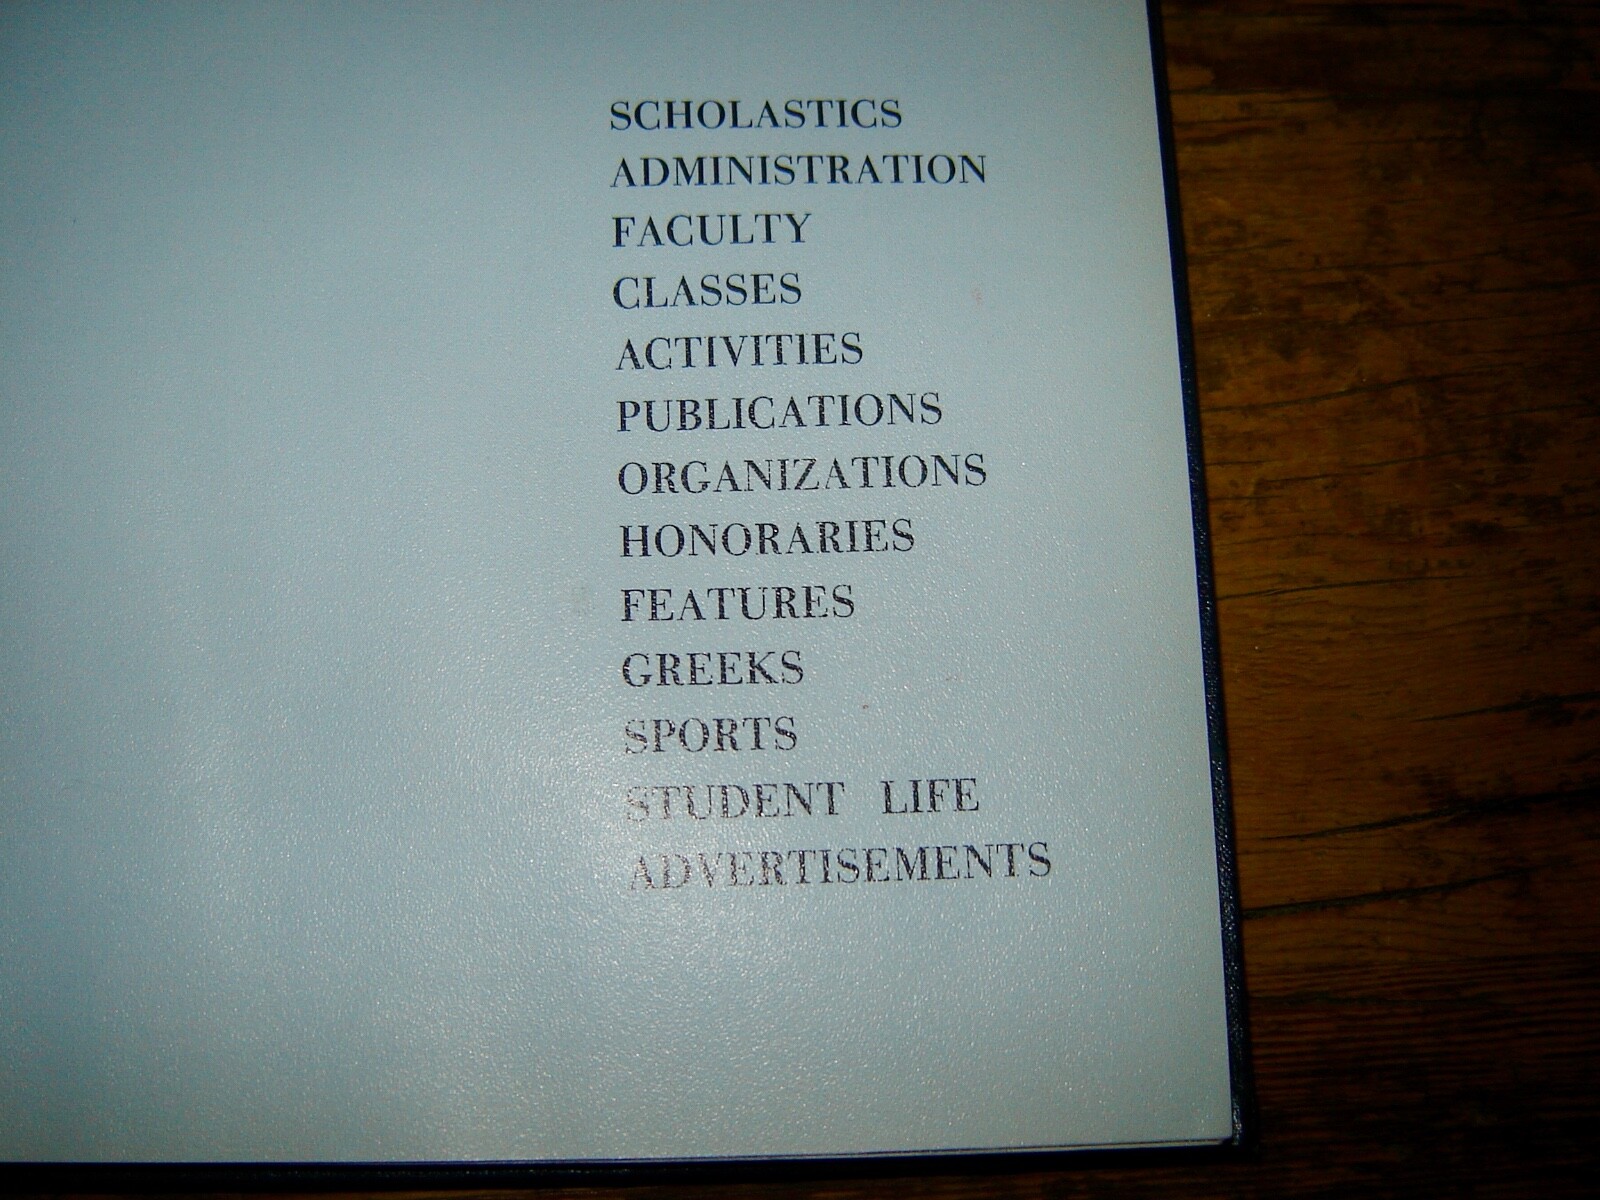 SCHOLASTICS
ADMINISTRATION
FACULTY
CLASSES
ACTIVITIES
PUBLICATIONS
ORGANIZATIONS
HONORARIES
FEATURES
GREEKS
SPORTS
STUDENT LIFE
ADVERTISEMENTS